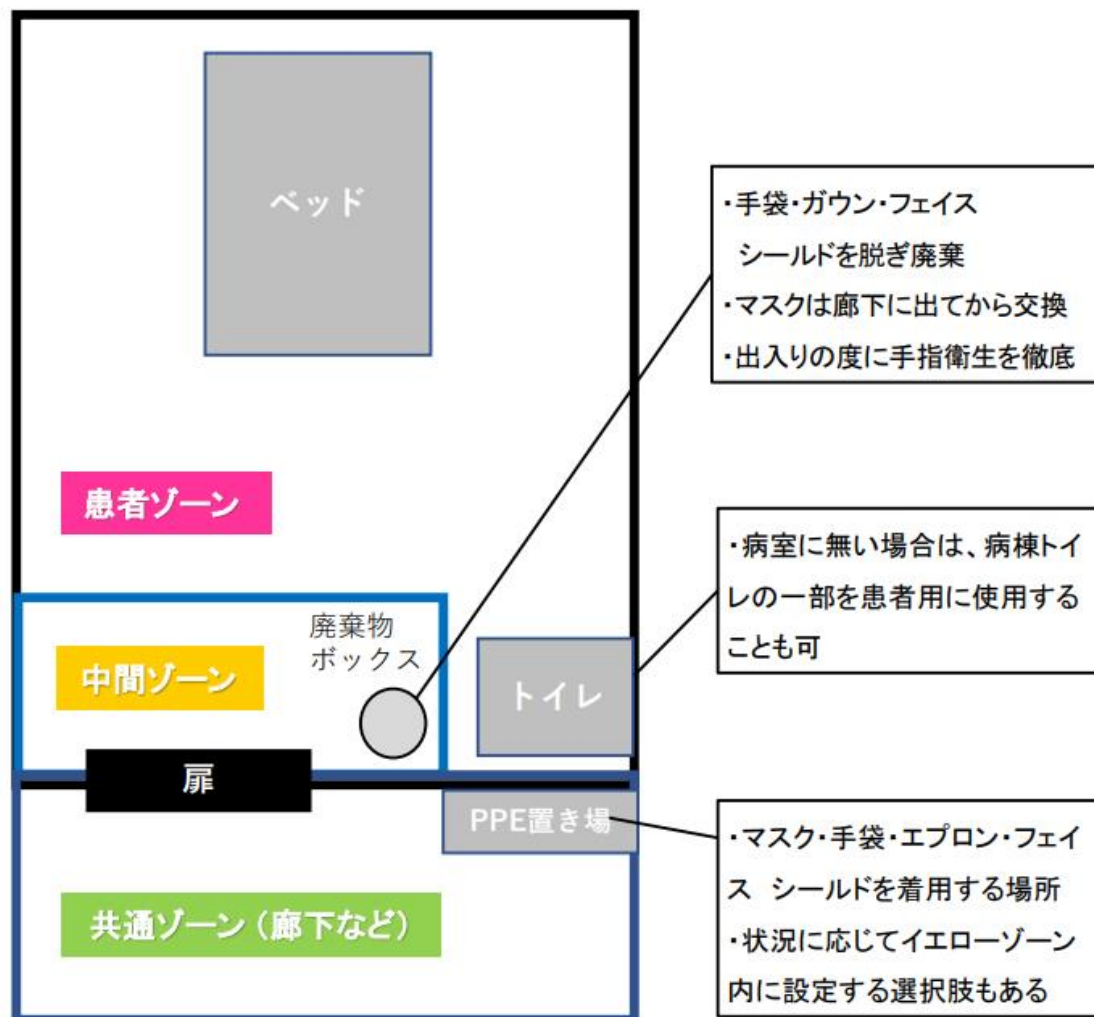 ベッド
・手袋・ガウン・フェイス
シールドを脱ぎ廃棄
・マスクは廊下に出てから交換
・出入りの度に手指衛生を徹底
患者ゾーン
・病室に無い場合は、病棟トイ
レの一部を患者用に使用する
ことも可
廃棄物
ボックス
中間ゾーン
トイレ
扉
PPE置き場
・マスク・手袋・エプロン・フェイ
ス シールドを着用する場所
・状況に応じてイエローゾーン
内に設定する選択肢もある
共通ゾーン（廊下など）